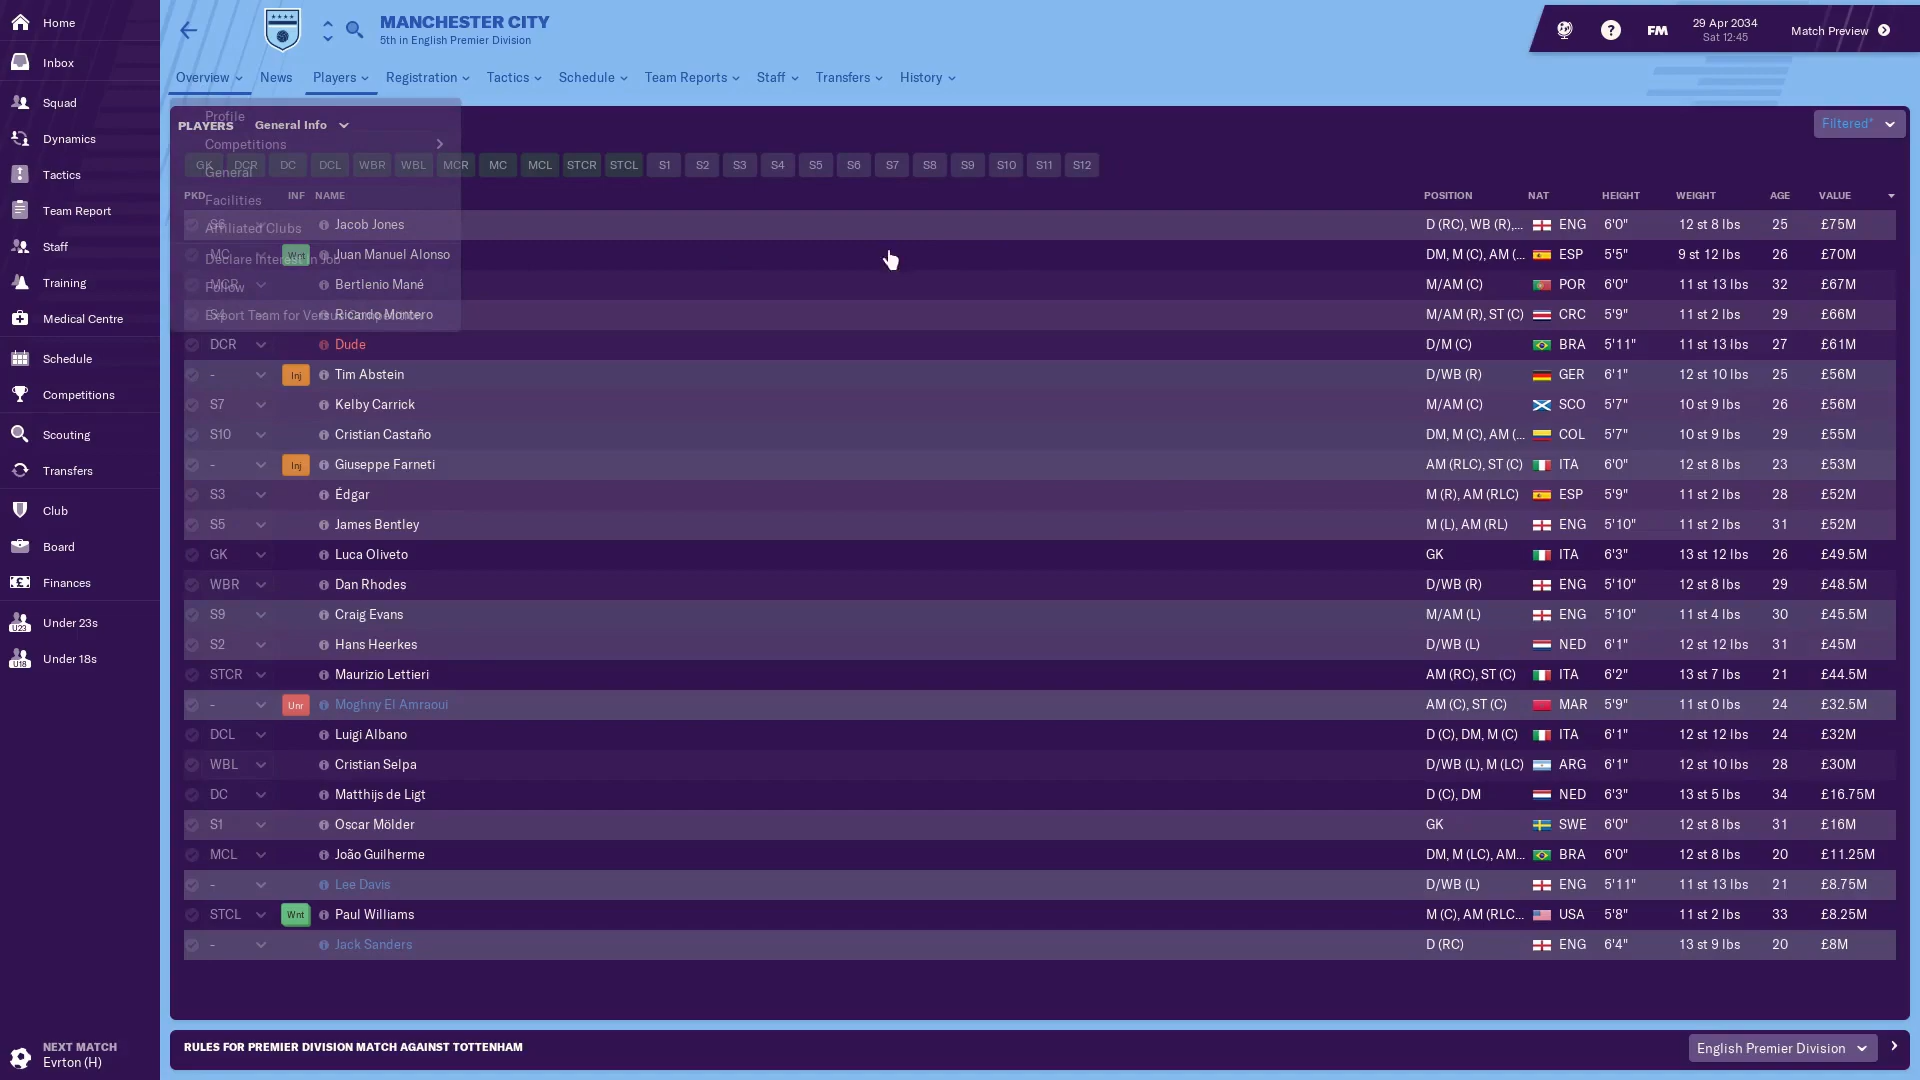 Home
Inbox
Squad
Dynamics
Tactics
Team Report
Staff
Training
Medical Centre
Schedule
Competitions
Scouting
Transfers
Club
Board
Finances
U23 Under 23s
U18 Under 18s
NEXT MATCH
Evrton (H)
MANCHESTER CITY
5th in English Premier Division
? FM 29 Apr 2034 Match Preview
Sat 12:45
Overview News Players Registration Tactics Schedule Team Reports Staff Transfers History
Profile
PLAYERS General Info Filtered*
Competitions
GK DCR DC DCL WBR WBL MCR MC MCL STCR STCL S1 S2 S3 S4 S5 S6 S7 S8 S9 S10 S11 S12
General
PKD INF NAME POSITION NAT HEIGHT WEIGHT AGE VALUE
Facilities
S6 Jacob Jones D (RC), WB (R),... ENG 6'0" 12 st 8 lbs 25 £75M
Affiliated Clubs
MC Wnt Juan Manuel Alonso DM, M (C), AM (... ESP 5'5" 9 st 12 lbs 26 £70M
Declare Interest in Job
MCR Bertlenio Mané M/AM (C) POR 6'0" 11 st 13 lbs 32 £67M
Follow
S4 Ricardo Montero M/AM (R), ST (C) CRC 5'9" 11 st 2 lbs 29 £66M
Export Team for Versus Competition
DCR Dude D/M (C) BRA 5'11" 11 st 13 lbs 27 £61M
- Inj Tim Abstein D/WB (R) GER 6'1" 12 st 10 lbs 25 £56M
S7 Kelby Carrick M/AM (C) SCO 5'7" 10 st 9 lbs 26 £56M
S10 Cristian Castaño DM, M (C), AM (... COL 5'7" 10 st 9 lbs 29 £55M
- Inj Giuseppe Farneti AM (RLC), ST (C) ITA 6'0" 12 st 8 lbs 23 £53M
S3 Édgar M (R), AM (RLC) ESP 5'9" 11 st 2 lbs 28 £52M
S5 James Bentley M (L), AM (RL) ENG 5'10" 11 st 2 lbs 31 £52M
GK Luca Oliveto GK ITA 6'3" 13 st 12 lbs 26 £49.5M
WBR Dan Rhodes D/WB (R) ENG 5'10" 12 st 8 lbs 29 £48.5M
S9 Craig Evans M/AM (L) ENG 5'10" 11 st 4 lbs 30 £45.5M
S2 Hans Heerkes D/WB (L) NED 6'1" 12 st 12 lbs 31 £45M
STCR Maurizio Lettieri AM (RC), ST (C) ITA 6'2" 13 st 7 lbs 21 £44.5M
- Unr Moghny El Amraoui AM (C), ST (C) MAR 5'9" 11 st 0 lbs 24 £32.5M
DCL Luigi Albano D (C), DM, M (C) ITA 6'1" 12 st 12 lbs 24 £32M
WBL Cristian Selpa D/WB (L), M (LC) ARG 6'1" 12 st 10 lbs 28 £30M
DC Matthijs de Ligt D (C), DM NED 6'3" 13 st 5 lbs 34 £16.75M
S1 Oscar Mölder GK SWE 6'0" 12 st 8 lbs 31 £16M
MCL João Guilherme DM, M (LC), AM... BRA 6'0" 12 st 8 lbs 20 £11.25M
- Lee Davis D/WB (L) ENG 5'11" 11 st 13 lbs 21 £8.75M
STCL Wnt Paul Williams M (C), AM (RLC... USA 5'8" 11 st 2 lbs 33 £8.25M
- Jack Sanders D (RC) ENG 6'4" 13 st 9 lbs 20 £8M
RULES FOR PREMIER DIVISION MATCH AGAINST TOTTENHAM English Premier Division